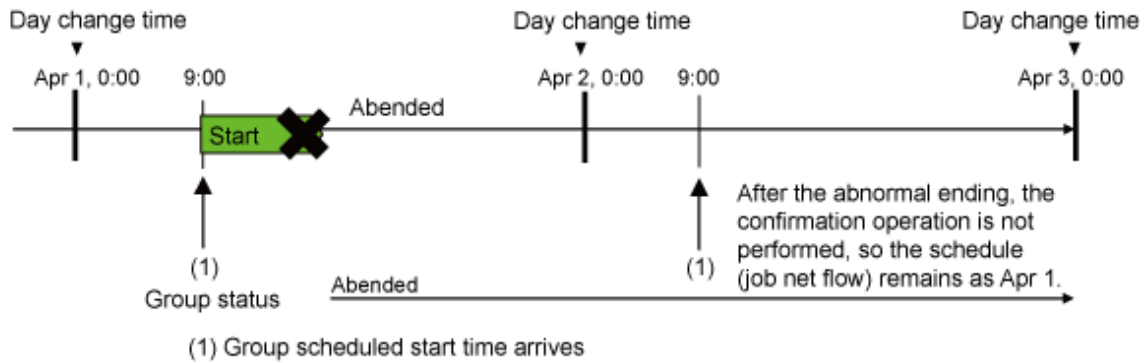 Day change time Day change time Day change time
Apr 1, 0:00 9:00 Apr 2, 0:00 9:00 Apr 3, 0:00
Abended
Start
After the abnormal ending, the
confirmation operation is not
performed, so the schedule
(job net flow) remains as Apr 1.
(1) (1)
Group status
Abended
(1) Group scheduled start time arrives